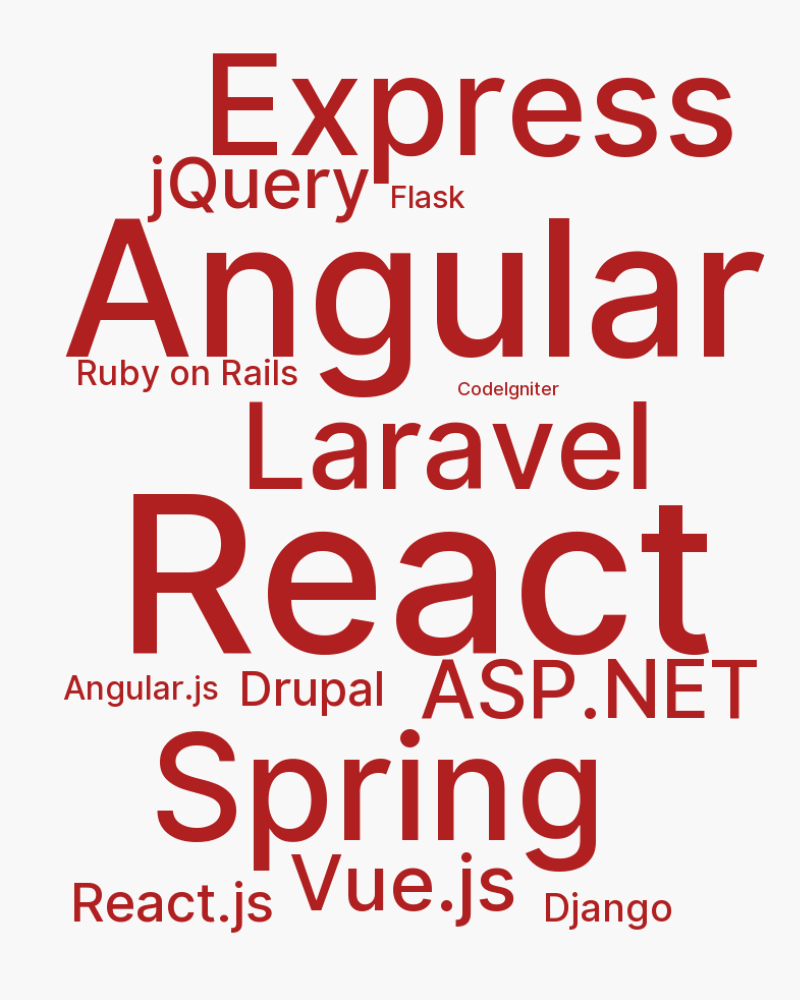 Express
jQuery Flask
Angular
Ruby on Rails
CodeIgniter
Laravel
React
Angular.js Drupal ASP.NET
Spring
React.js Vue.js Django